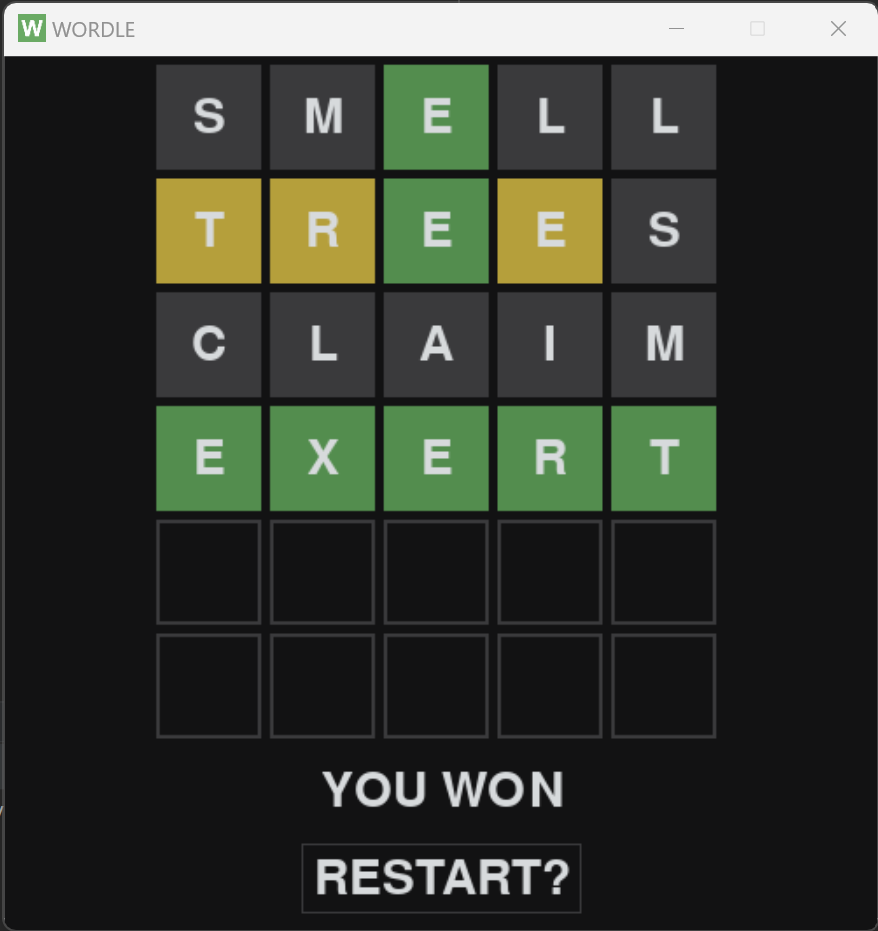 W WORDLE
S M E L L
T R E E S
C L A I M
E X E R T
YOU WON
RESTART?